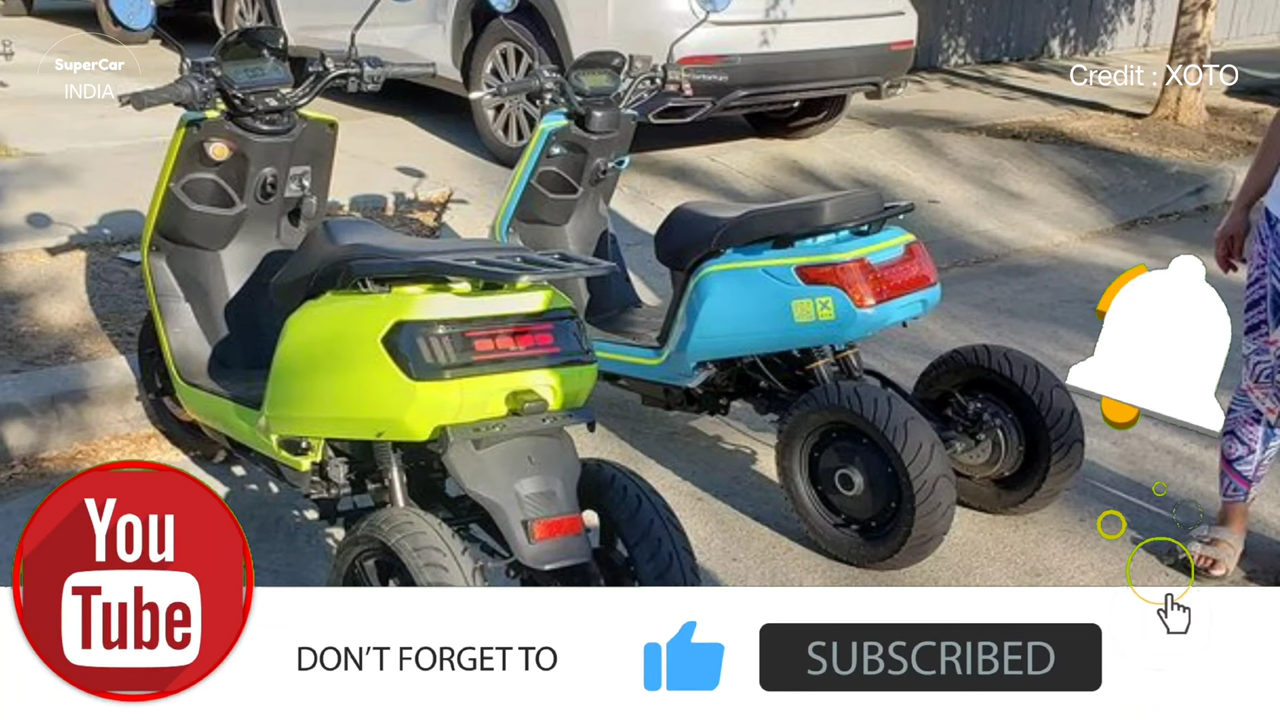 SuperCar
INDIA
Credit : XOTO
You
Tube
DON'T FORGET TO
SUBSCRIBED